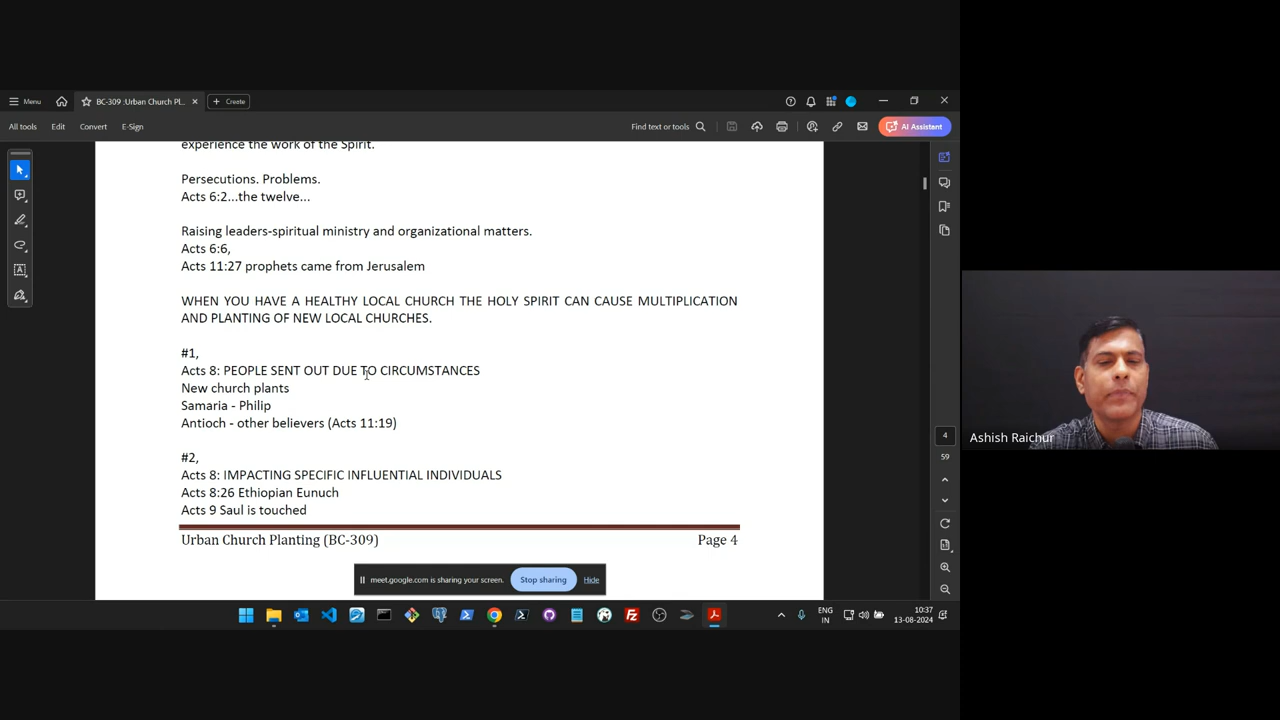 Menu
BC-309 :Urban Church Pl...
Create
All tools
Edit
Convert
E-Sign
Find text or tools
AI Assistant
experience the work of the Spirit.
Persecutions. Problems.
Acts 6:2...the twelve...
Raising leaders-spiritual ministry and organizational matters.
Acts 6:6,
Acts 11:27 prophets came from Jerusalem
WHEN YOU HAVE A HEALTHY LOCAL CHURCH THE HOLY SPIRIT CAN CAUSE MULTIPLICATION
AND PLANTING OF NEW LOCAL CHURCHES.
#1,
Acts 8: PEOPLE SENT OUT DUE TO CIRCUMSTANCES
New church plants
Samaria - Philip
Antioch - other believers (Acts 11:19)
#2,
Acts 8: IMPACTING SPECIFIC INFLUENTIAL INDIVIDUALS
Acts 8:26 Ethiopian Eunuch
Acts 9 Saul is touched
Urban Church Planting (BC-309) Page 4
4
59
Ashish Raichur
meet.google.com is sharing your screen.
Stop sharing
Hide
ENG
IN
10:37
13-08-2024